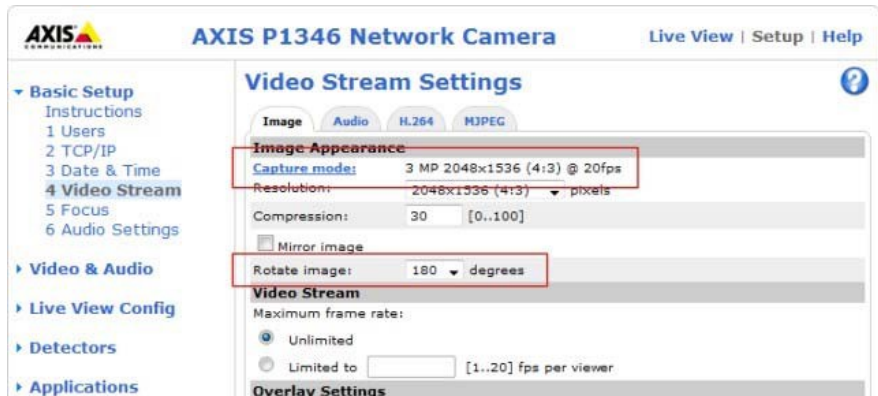 AXIS
COMMUNICATIONS
AXIS P1346 Network Camera
Live View | Setup | Help
Basic Setup
Instructions
1 Users
2 TCP/IP
3 Date & Time
4 Video Stream
5 Focus
6 Audio Settings
Video & Audio
Live View Config
Detectors
Applications
Video Stream Settings
?
Image Audio H.264 MJPEG
Image Appearance
Capture mode: 3 MP 2048x1536 (4:3) @ 20fps
Resolution: 2048x1536 (4:3) pixels
Compression: 30 [0..100]
Mirror image
Rotate image: 180 degrees
Video Stream
Maximum frame rate:
Unlimited
Limited to [1..20] fps per viewer
Overlay Settings